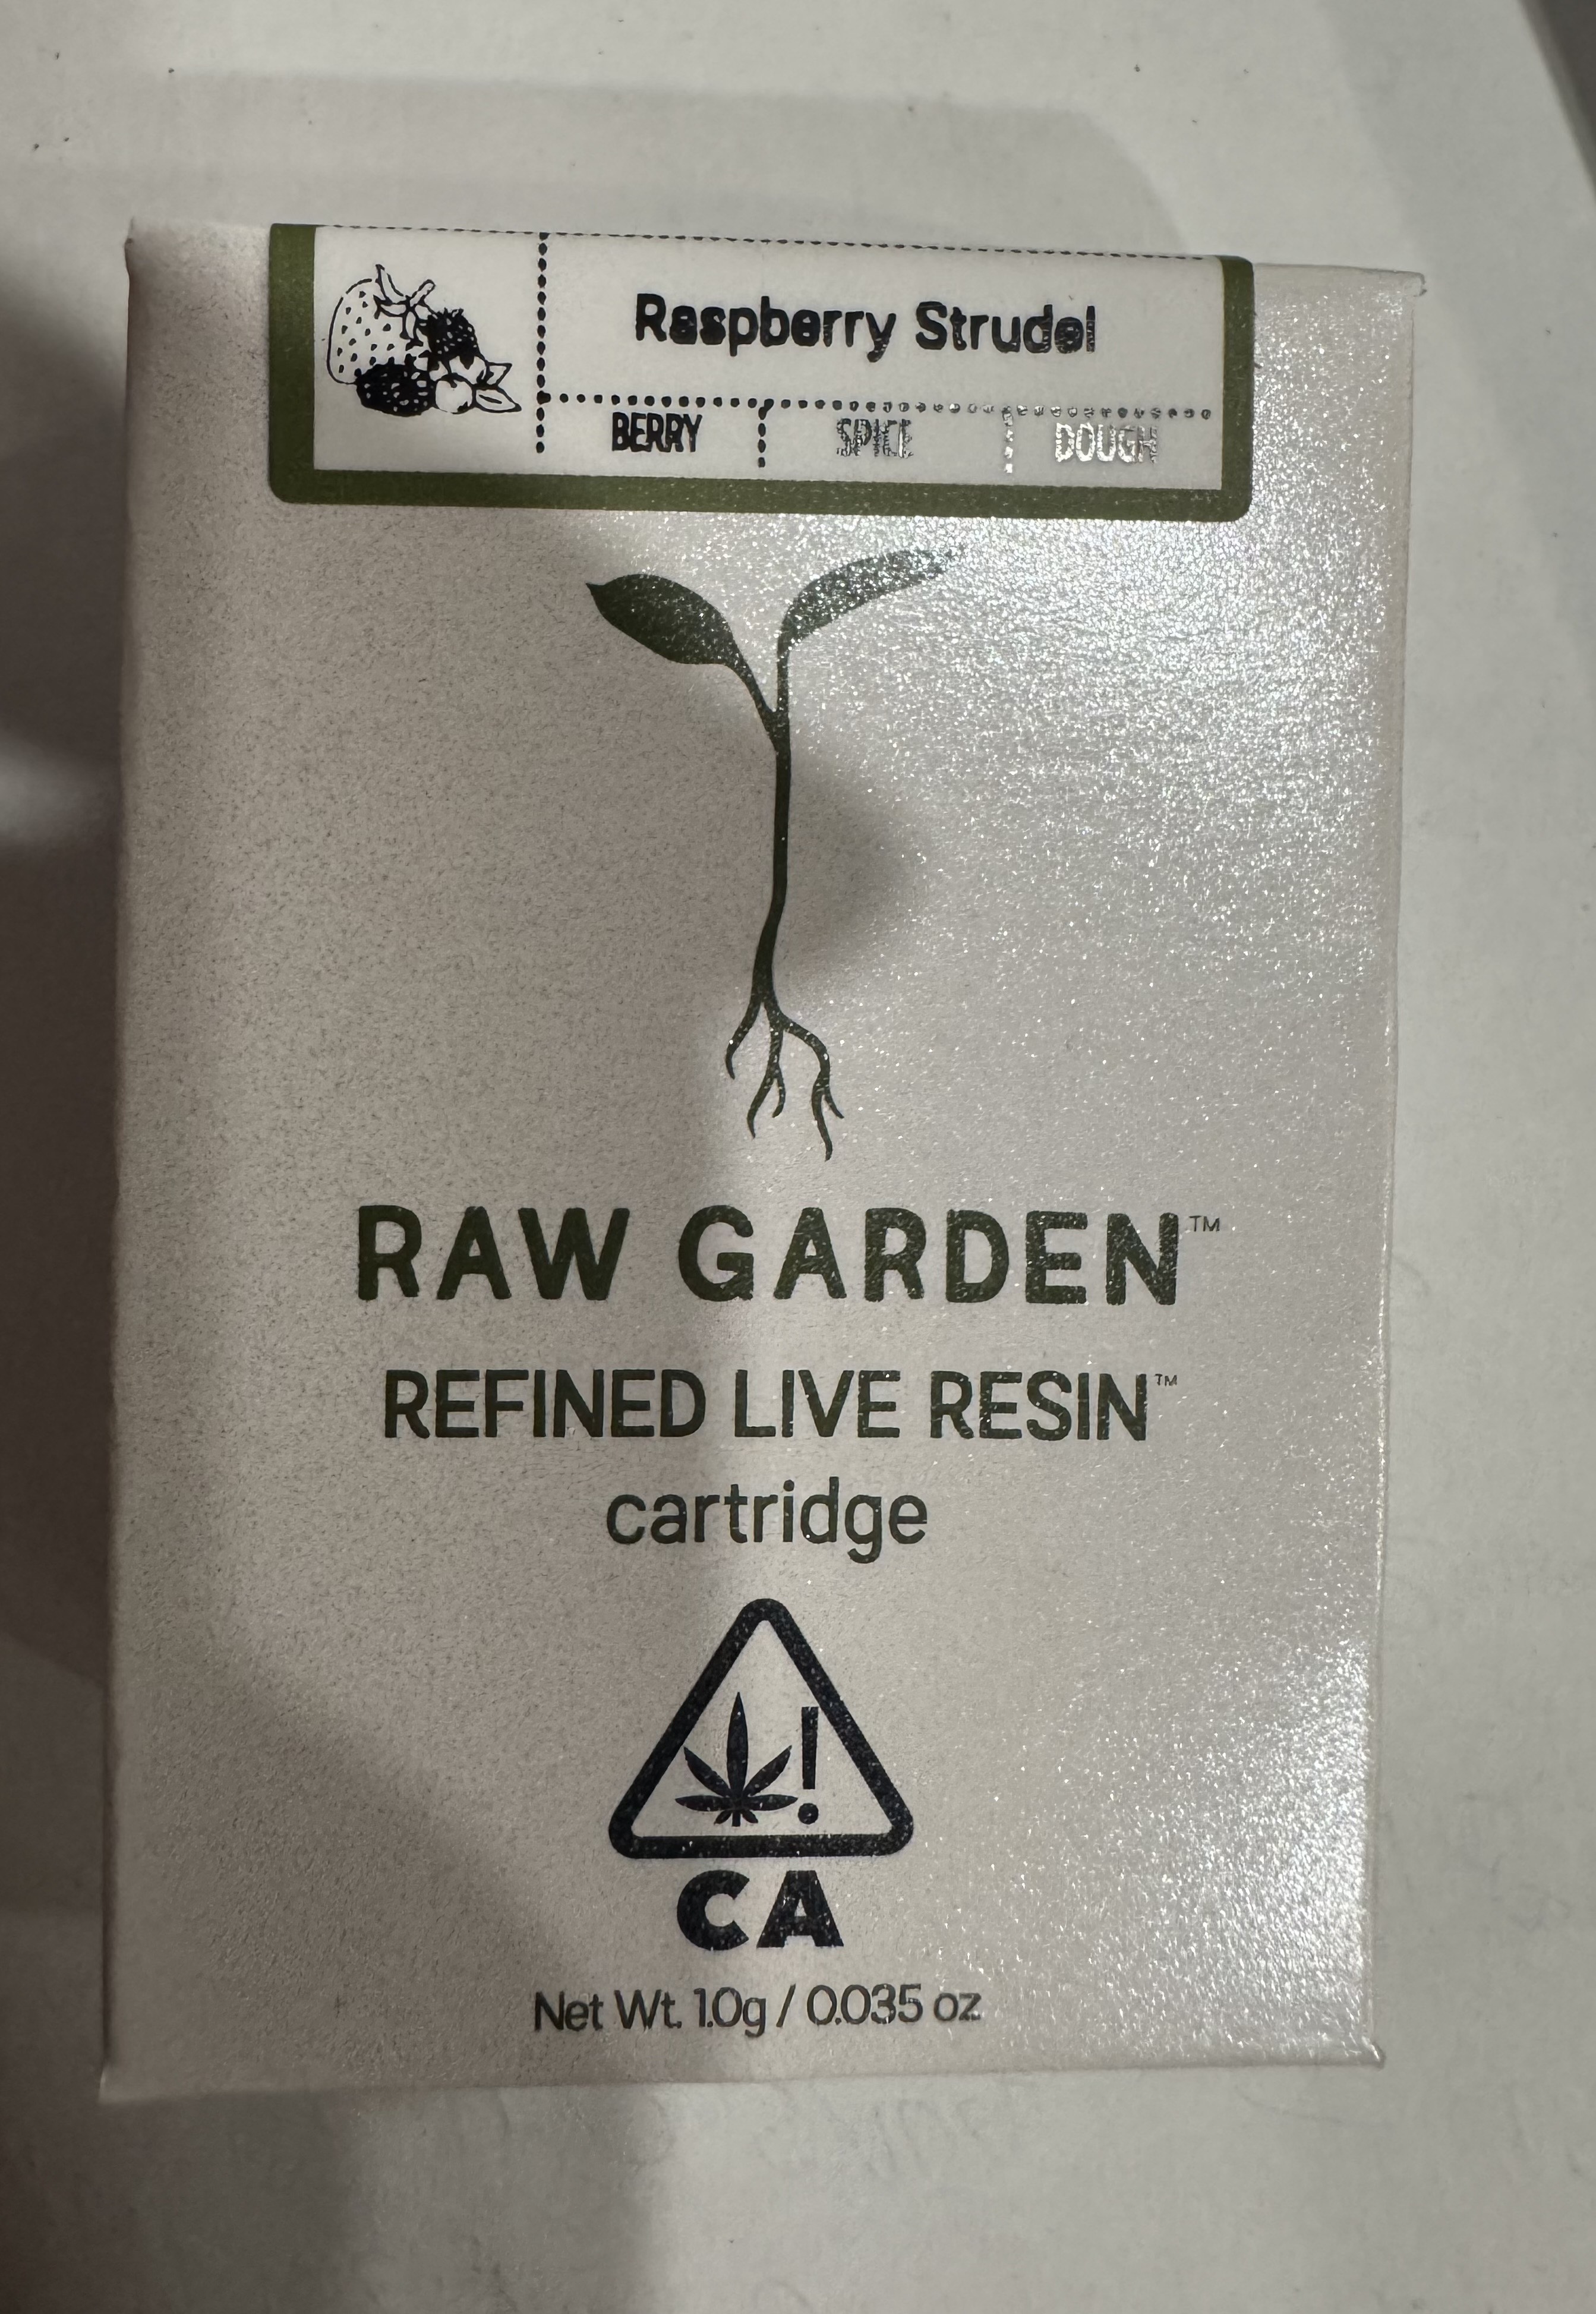 Raspberry Strudel
BERRY SPICE DOUGH
RAW GARDEN™
REFINED LIVE RESIN™
cartridge
!
CA
Net Wt. 1.0g / 0.035 oz